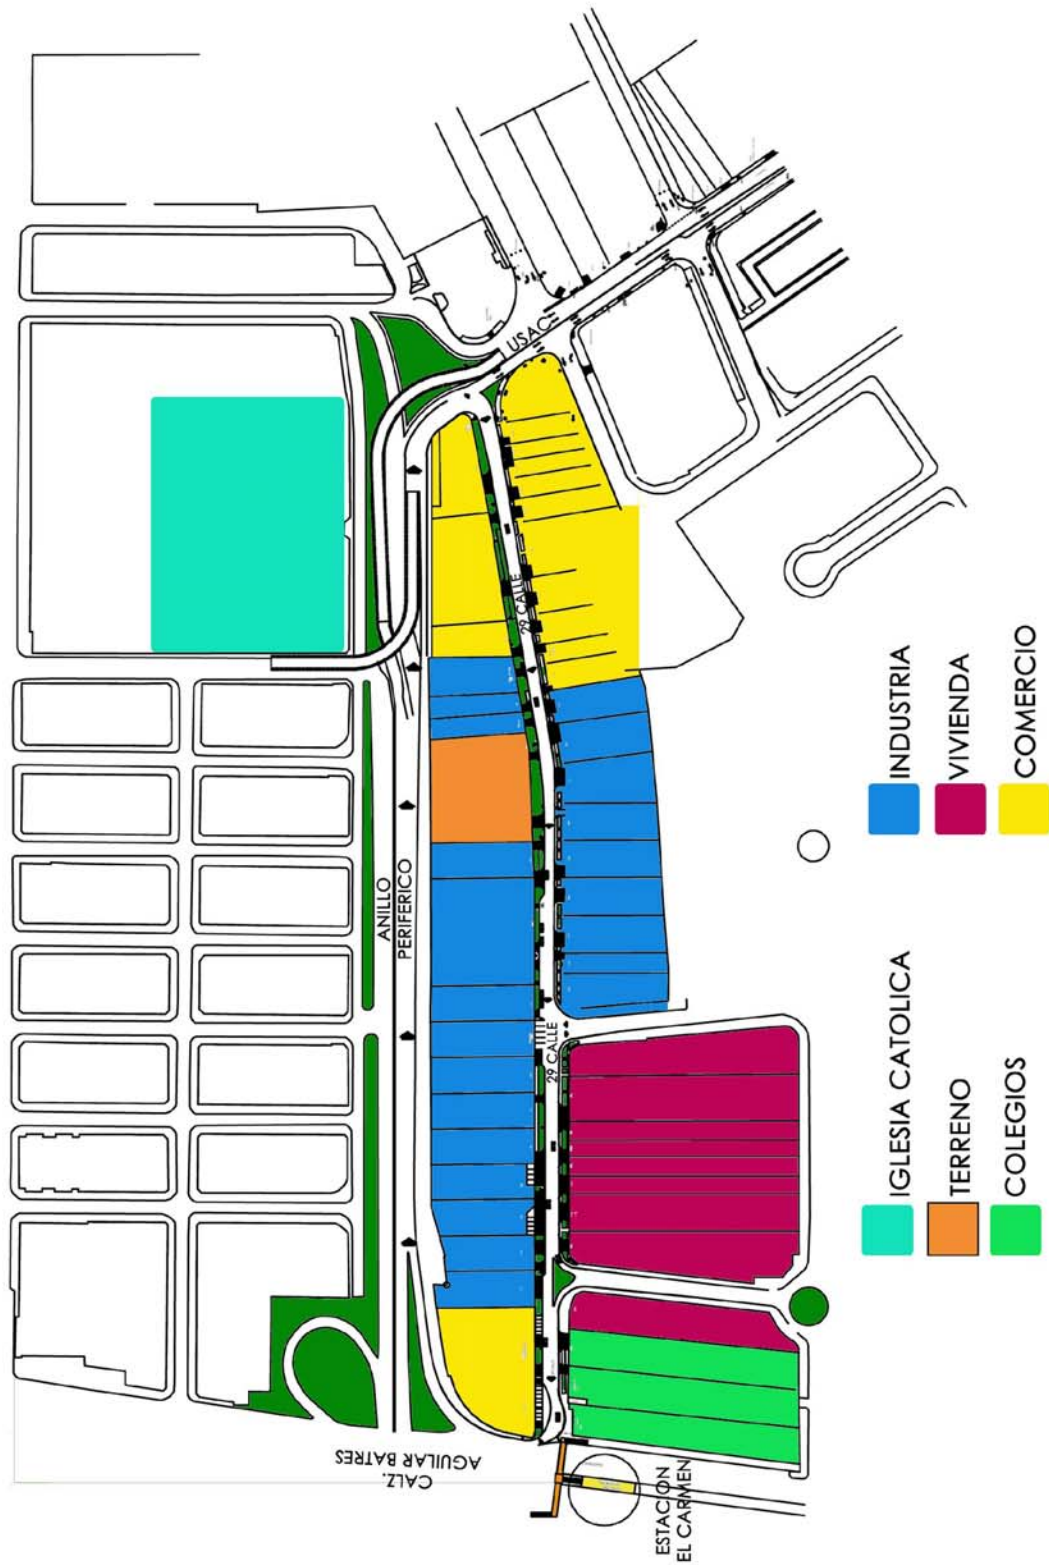 CALZ.
AGUILAR BATRES
ANILLO
PERIFERICO
USAC
29 CALLE
29 CALLE
ESTACION
EL CARMEN
IGLESIA CATOLICA
TERRENO
COLEGIOS
INDUSTRIA
VIVIENDA
COMERCIO